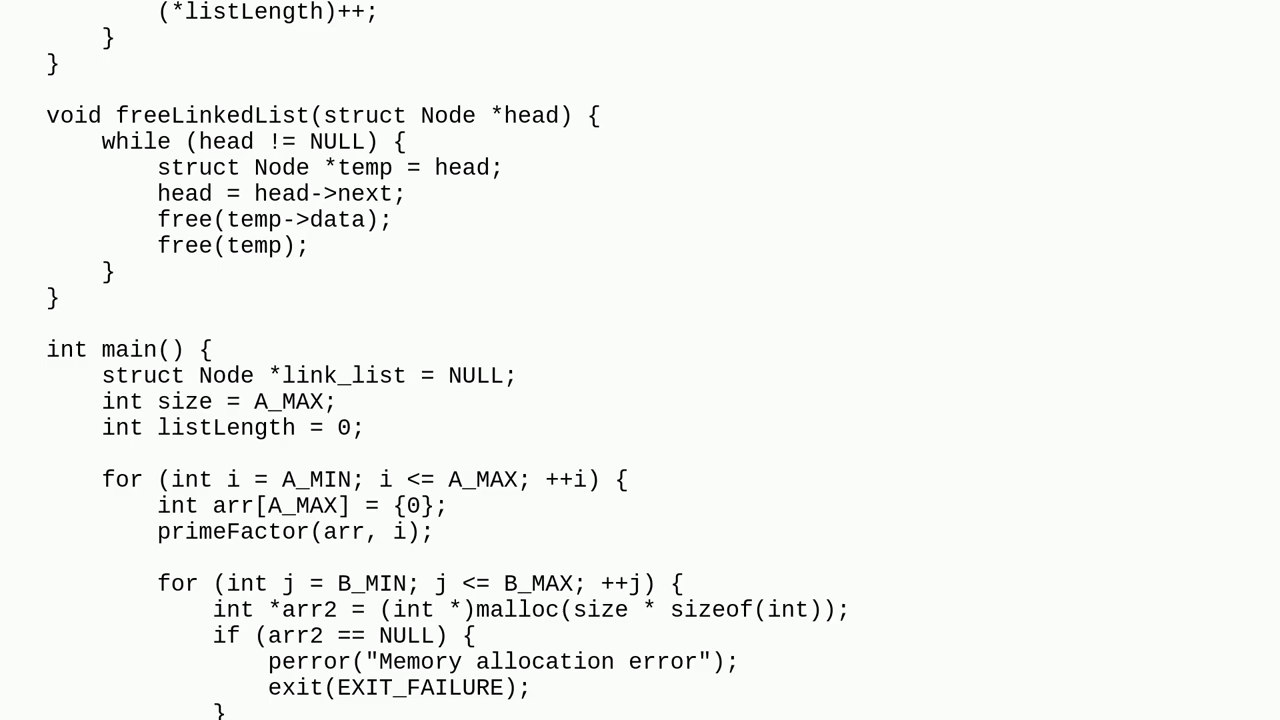 (*listLength)++;
}
}
void freeLinkedList(struct Node *head) {
while (head != NULL) {
struct Node *temp = head;
head = head->next;
free(temp->data);
free(temp);
}
}
int main() {
struct Node *link_list = NULL;
int size = A_MAX;
int listLength = 0;
for (int i = A_MIN; i <= A_MAX; ++i) {
int arr[A_MAX] = {0};
primeFactor(arr, i);
for (int j = B_MIN; j <= B_MAX; ++j) {
int *arr2 = (int *)malloc(size * sizeof(int));
if (arr2 == NULL) {
perror("Memory allocation error");
exit(EXIT_FAILURE);
}